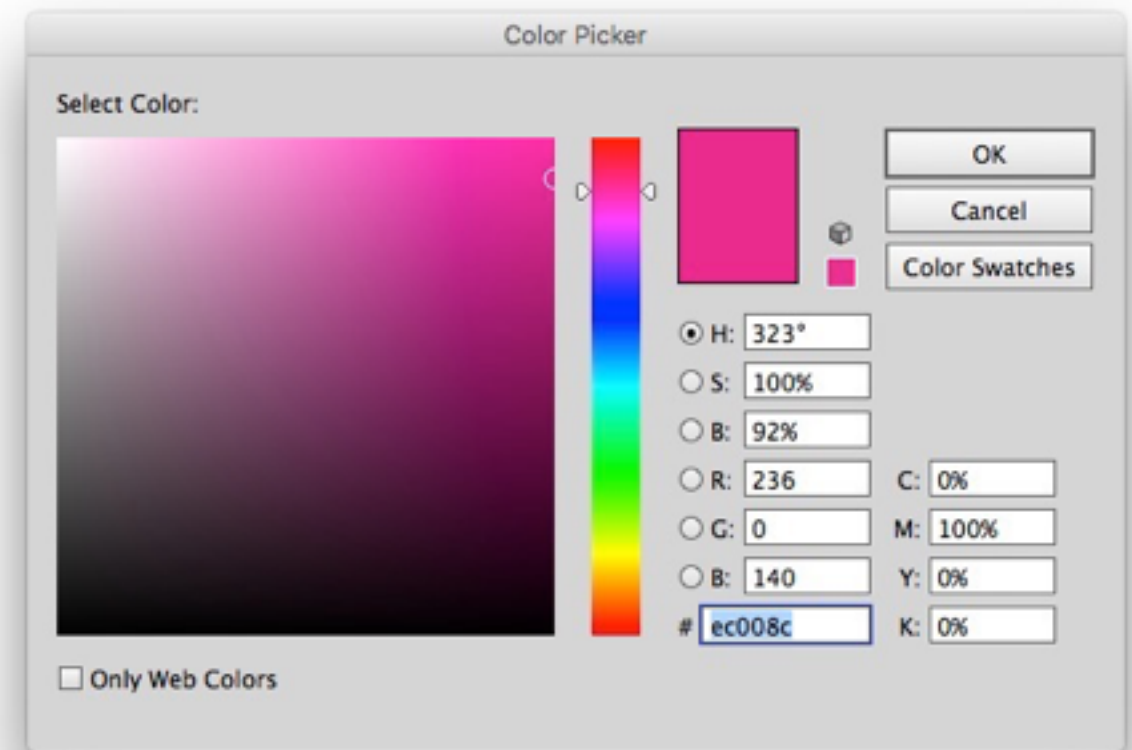 Color Picker
Select Color:
OK
Cancel
Color Swatches
H: 323°
S: 100%
B: 92%
R: 236 C: 0%
G: 0 M: 100%
B: 140 Y: 0%
# ec008c K: 0%
Only Web Colors